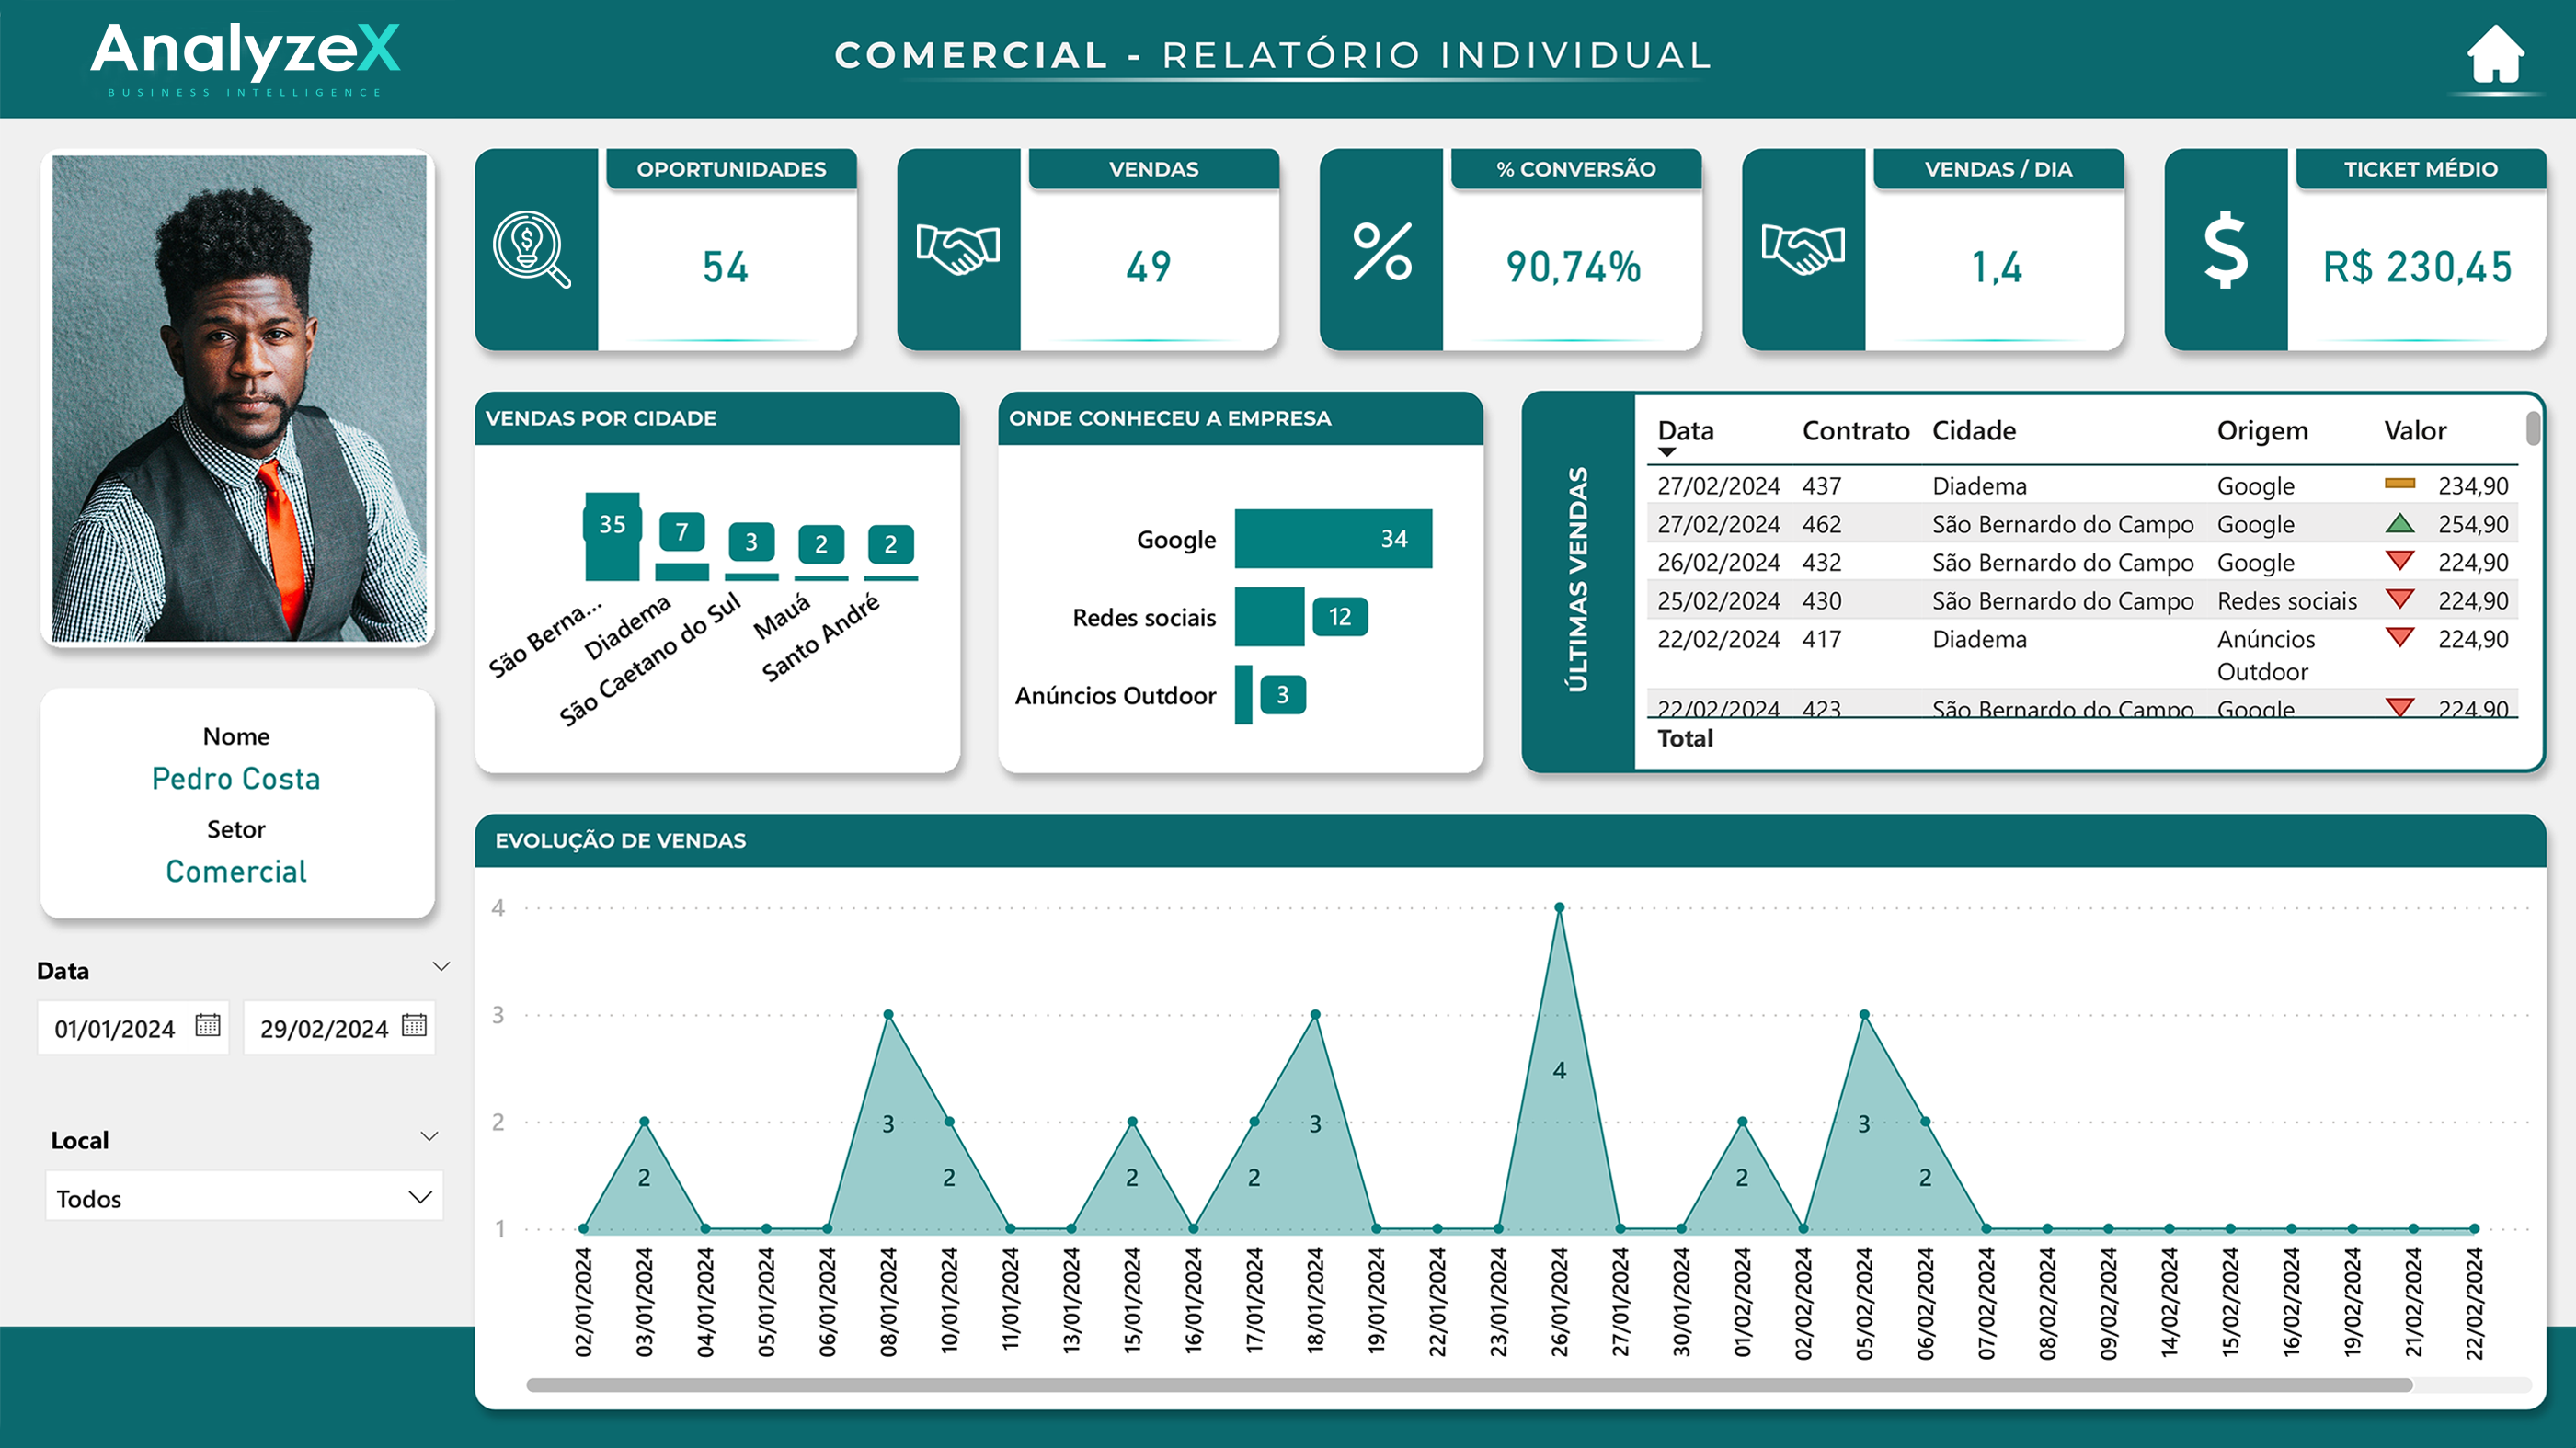 AnalyzeX
BUSINESS INTELLIGENCE
COMERCIAL - RELATÓRIO INDIVIDUAL
OPORTUNIDADES
54
VENDAS
49
% CONVERSÃO
90,74%
VENDAS / DIA
1,4
TICKET MÉDIO
R$ 230,45
Nome
Pedro Costa
Setor
Comercial
Data
01/01/2024 29/02/2024
Local
Todos
VENDAS POR CIDADE
35 7 3 2 2
São Berna...
Diadema
São Caetano do Sul
Mauá
Santo André
ONDE CONHECEU A EMPRESA
Google 34
Redes sociais 12
Anúncios Outdoor 3
ÚLTIMAS VENDAS
Data Contrato Cidade Origem Valor
27/02/2024 437 Diadema Google 234,90
27/02/2024 462 São Bernardo do Campo Google 254,90
26/02/2024 432 São Bernardo do Campo Google 224,90
25/02/2024 430 São Bernardo do Campo Redes sociais 224,90
22/02/2024 417 Diadema Anúncios 224,90
Outdoor
22/02/2024 423 São Bernardo do Campo Google 224,90
Total
EVOLUÇÃO DE VENDAS
4
3
2
1
2 3 2 2 2 3 4 2 3 2
02/01/2024
03/01/2024
04/01/2024
05/01/2024
06/01/2024
08/01/2024
10/01/2024
11/01/2024
13/01/2024
15/01/2024
16/01/2024
17/01/2024
18/01/2024
19/01/2024
22/01/2024
23/01/2024
26/01/2024
27/01/2024
30/01/2024
01/02/2024
02/02/2024
05/02/2024
06/02/2024
07/02/2024
08/02/2024
09/02/2024
14/02/2024
15/02/2024
16/02/2024
19/02/2024
21/02/2024
22/02/2024